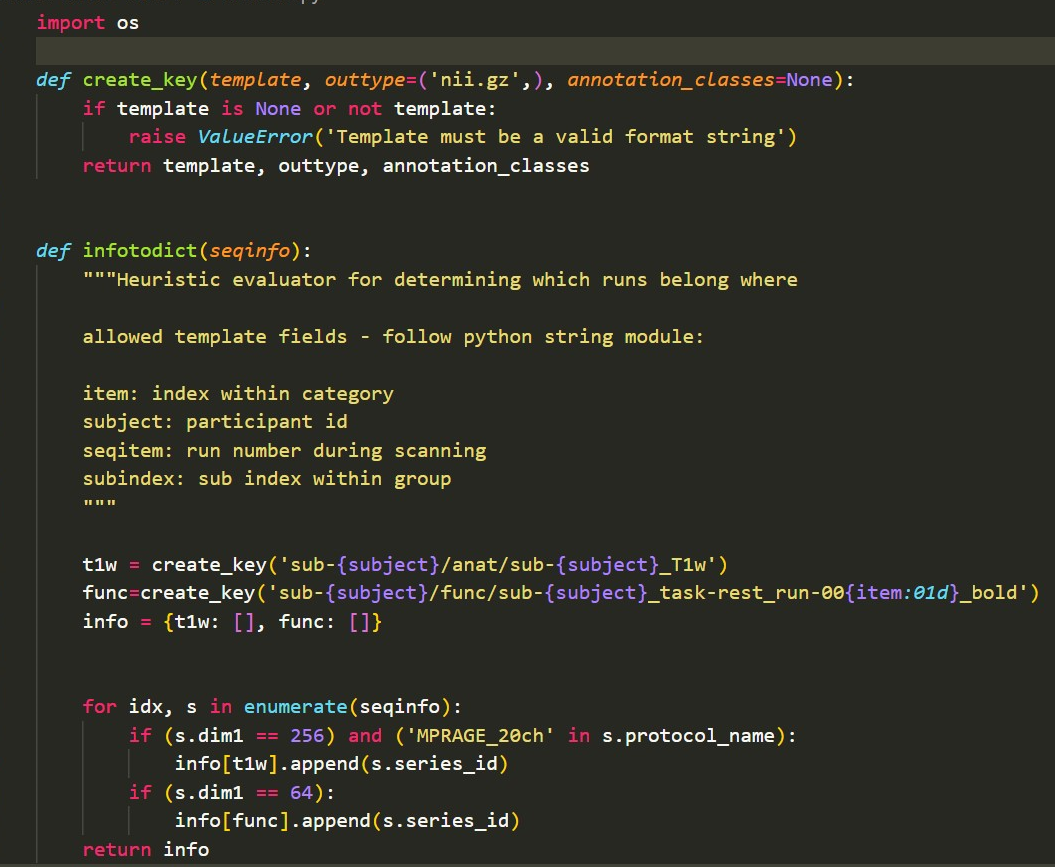 import os
def create_key(template, outtype=('nii.gz',), annotation_classes=None):
    if template is None or not template:
        raise ValueError('Template must be a valid format string')
    return template, outtype, annotation_classes
def infotodict(seqinfo):
    """Heuristic evaluator for determining which runs belong where
    allowed template fields - follow python string module:
    item: index within category
    subject: participant id
    seqitem: run number during scanning
    subindex: sub index within group
    """
    t1w = create_key('sub-{subject}/anat/sub-{subject}_T1w')
    func=create_key('sub-{subject}/func/sub-{subject}_task-rest_run-00{item:01d}_bold')
    info = {t1w: [], func: []}
    for idx, s in enumerate(seqinfo):
        if (s.dim1 == 256) and ('MPRAGE_20ch' in s.protocol_name):
            info[t1w].append(s.series_id)
        if (s.dim1 == 64):
            info[func].append(s.series_id)
    return info